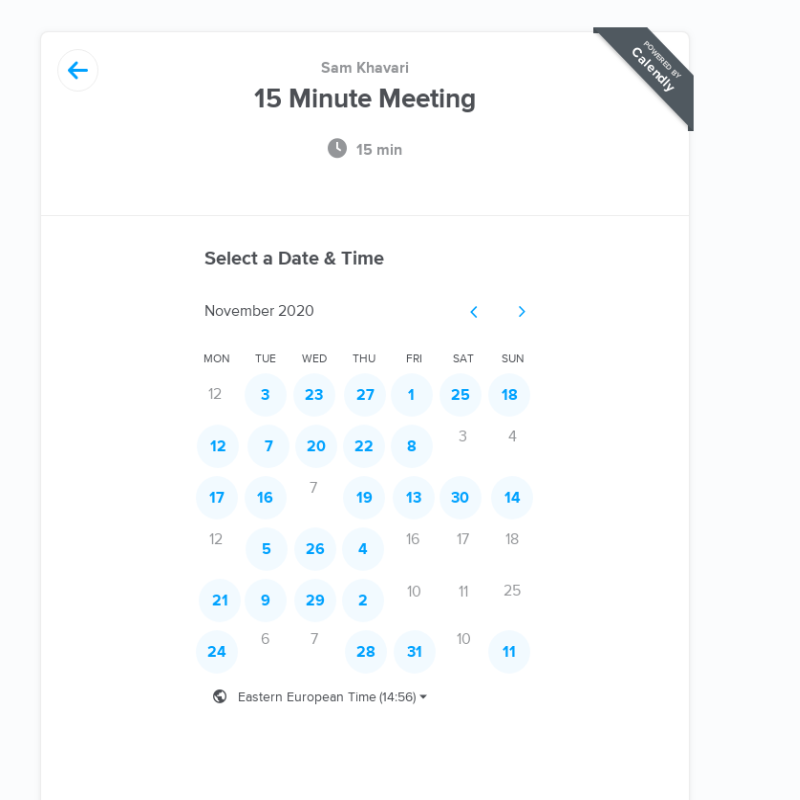 POWERED BY
Calendly
Sam Khavari
15 Minute Meeting
15 min
Select a Date & Time
November 2020
MON TUE WED THU FRI SAT SUN
12 3 23 27 1 25 18
12 7 20 22 8 3 4
17 16 7 19 13 30 14
12 5 26 4 16 17 18
21 9 29 2 10 11 25
24 6 7 28 31 10 11
Eastern European Time (14:56)